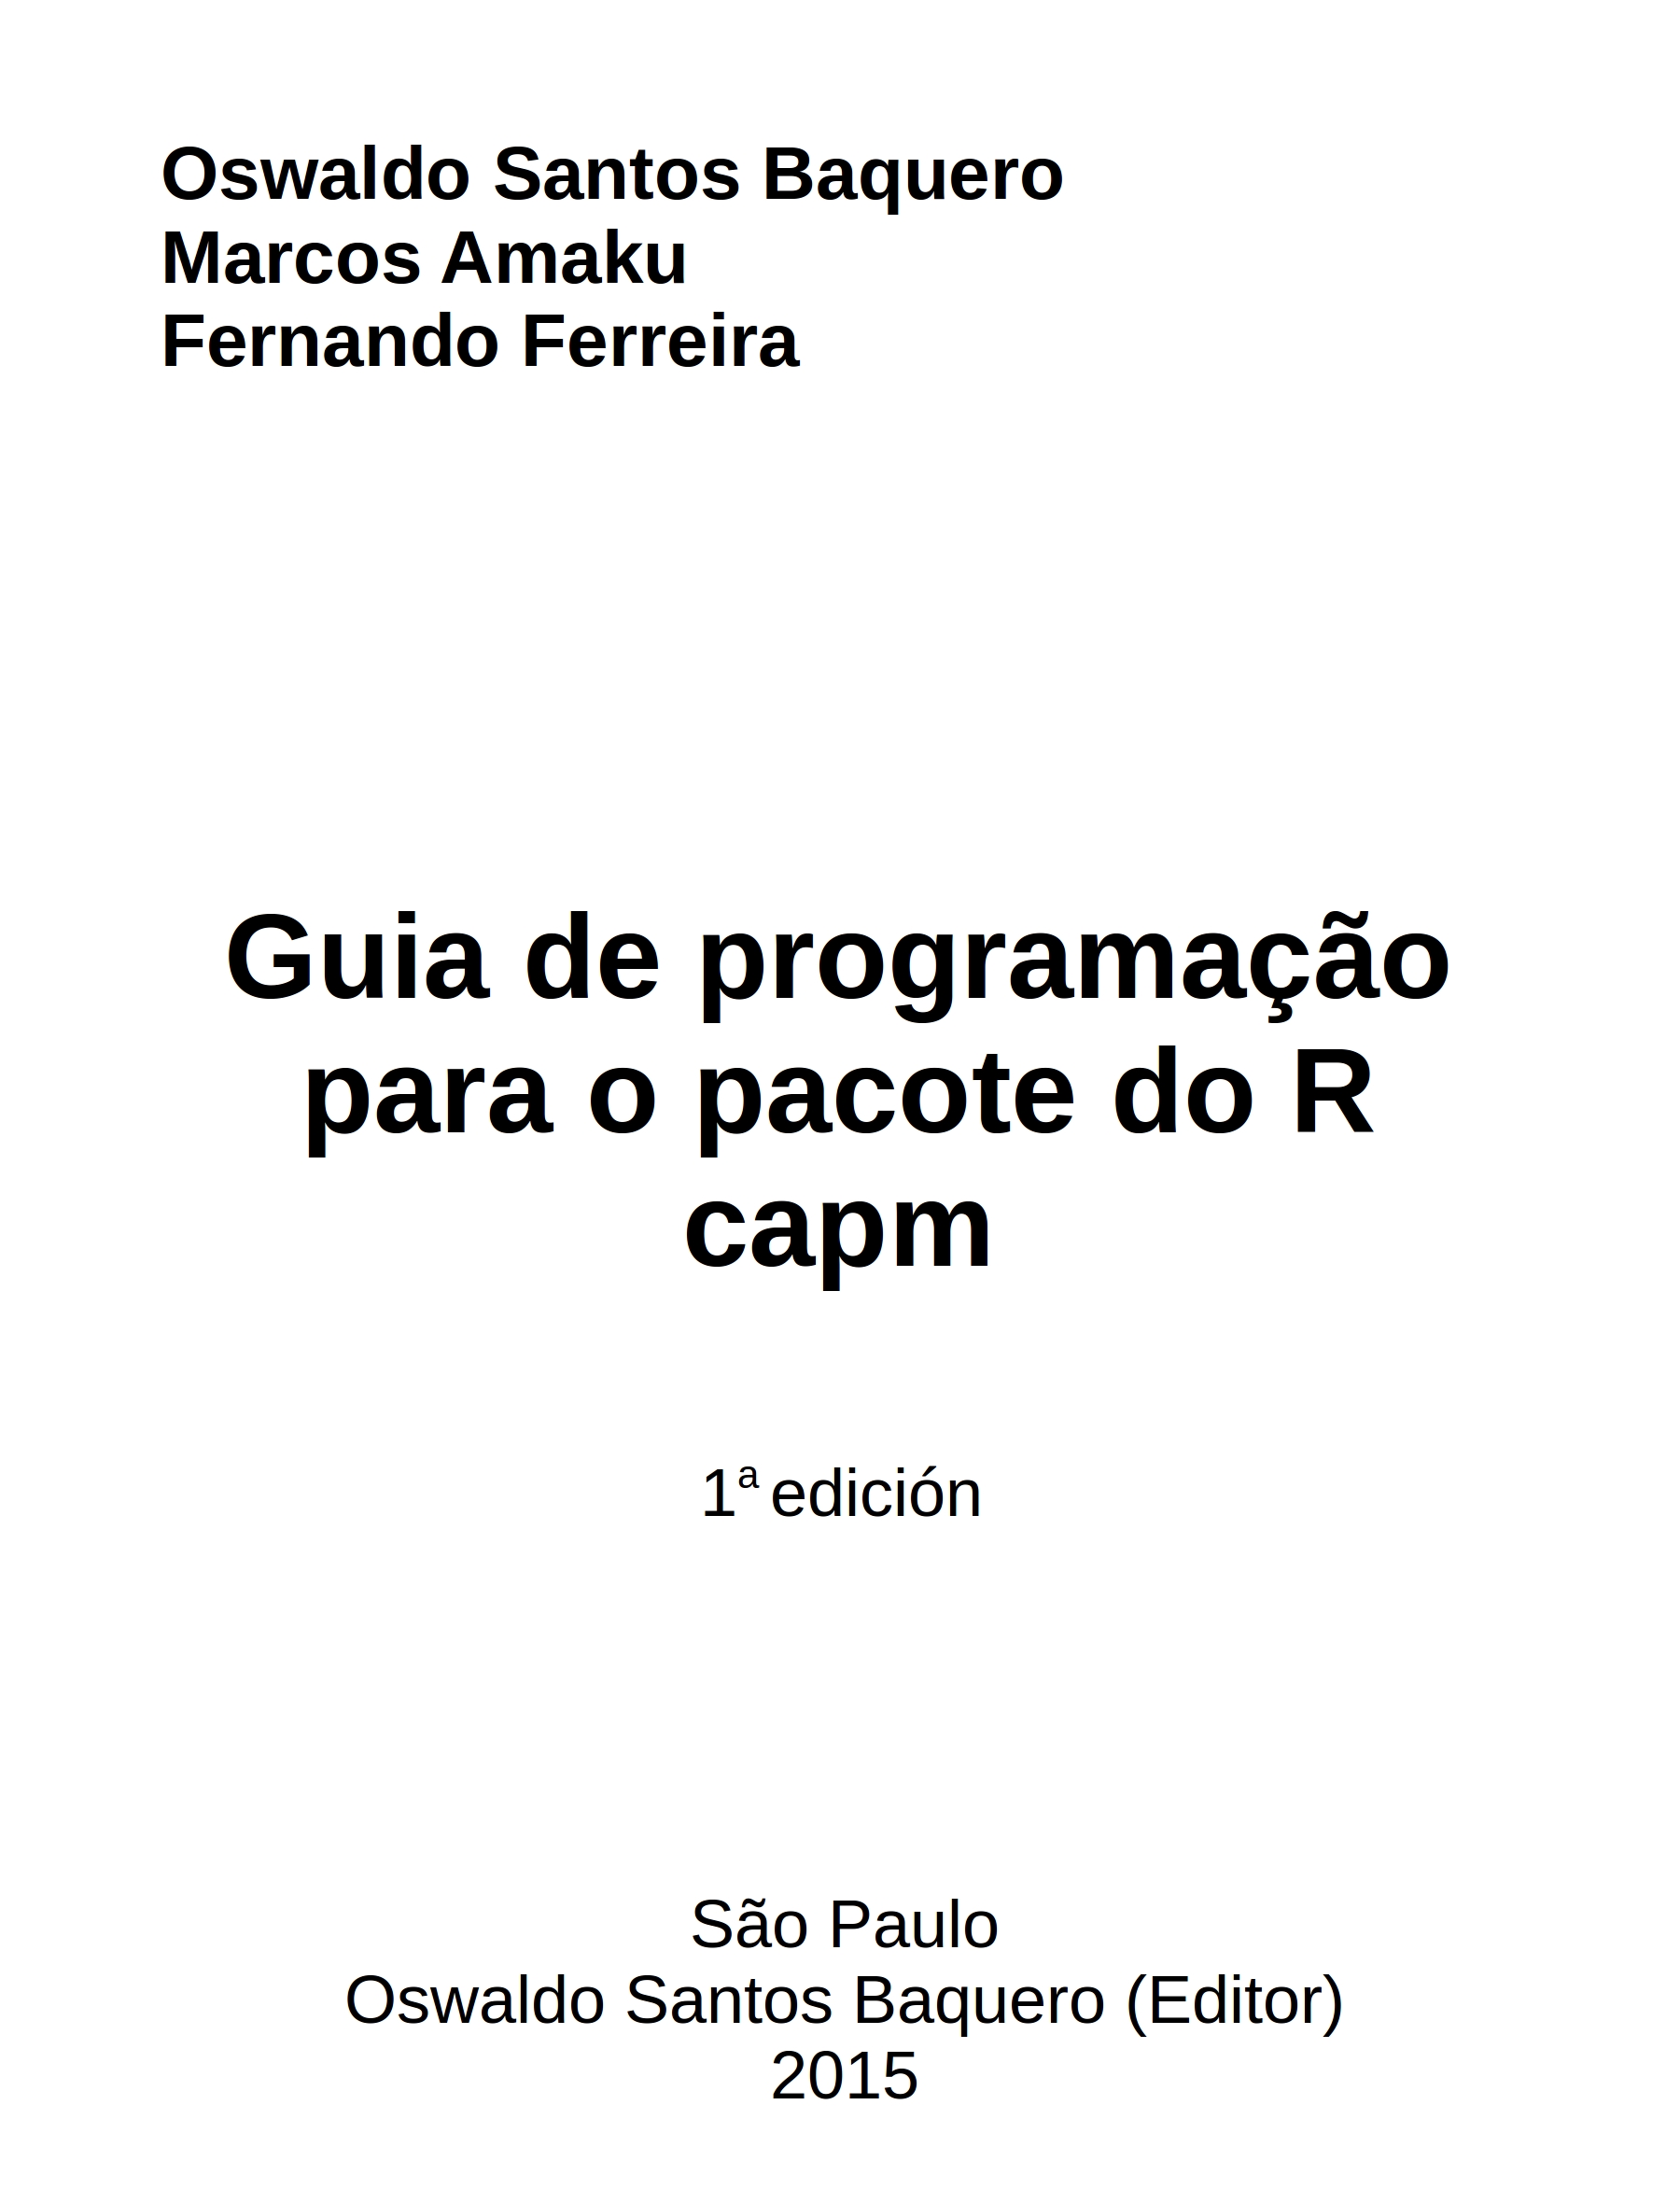 Oswaldo Santos Baquero
Marcos Amaku
Fernando Ferreira
Guia de programação
para o pacote do R
capm
1ª edición
São Paulo
Oswaldo Santos Baquero (Editor)
2015